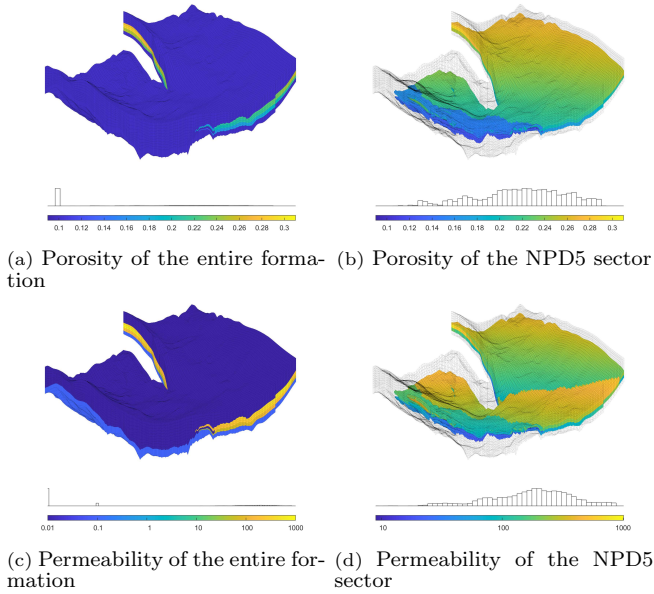 0.1 0.12 0.14 0.16 0.18 0.2 0.22 0.24 0.26 0.28 0.3
0.1 0.12 0.14 0.16 0.18 0.2 0.22 0.24 0.26 0.28 0.3
(a) Porosity of the entire forma-
tion
(b) Porosity of the NPD5 sector
0.01 0.1 1 10 100 1000
10 100 1000
(c) Permeability of the entire for-
mation
(d) Permeability of the NPD5
sector